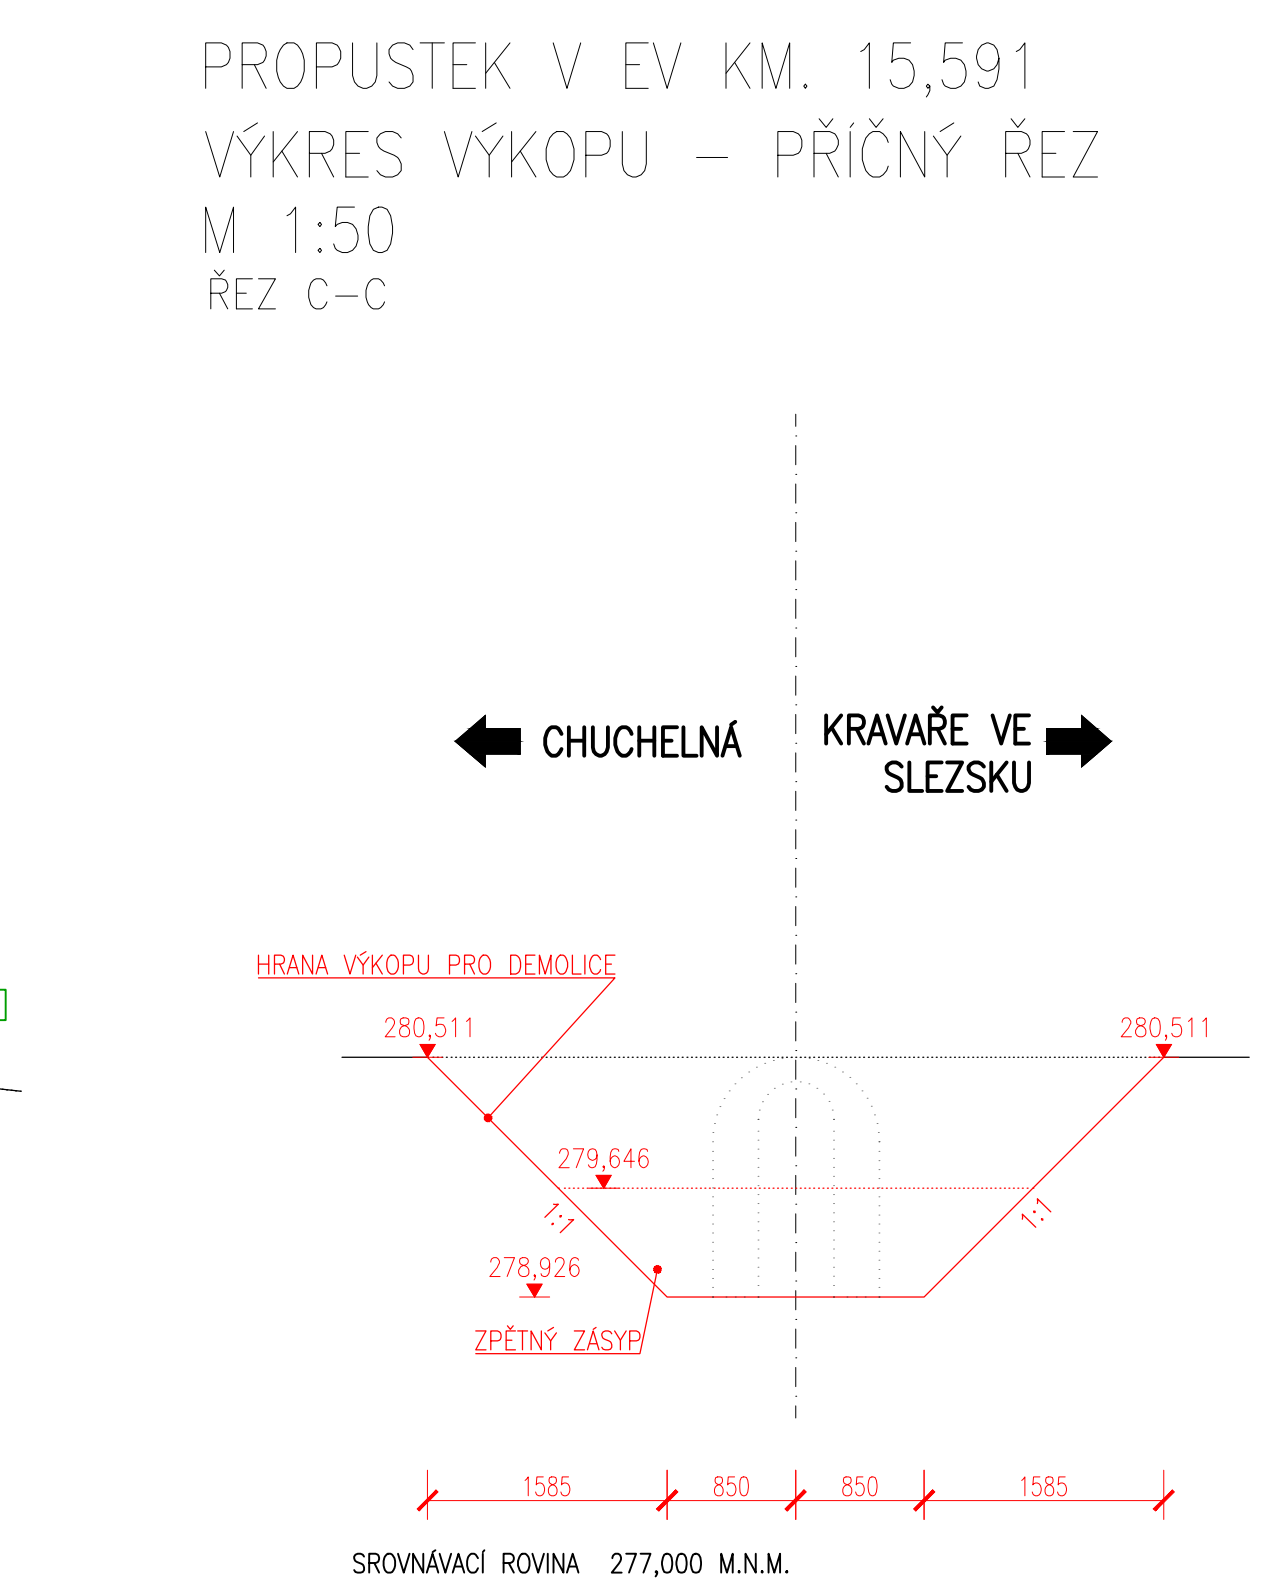 PROPUSTEK V EV KM. 15,591
VÝKRES VÝKOPU – PŘÍČNÝ ŘEZ
M 1:50
ŘEZ C–C
CHUCHELNÁ
KRAVAŘE VE
SLEZSKU
HRANA VÝKOPU PRO DEMOLICE
280,511
280,511
279,646
1:1
1:1
278,926
ZPĚTNÝ ZÁSYP
1585
850
850
1585
SROVNÁVACÍ ROVINA 277,000 M.N.M.